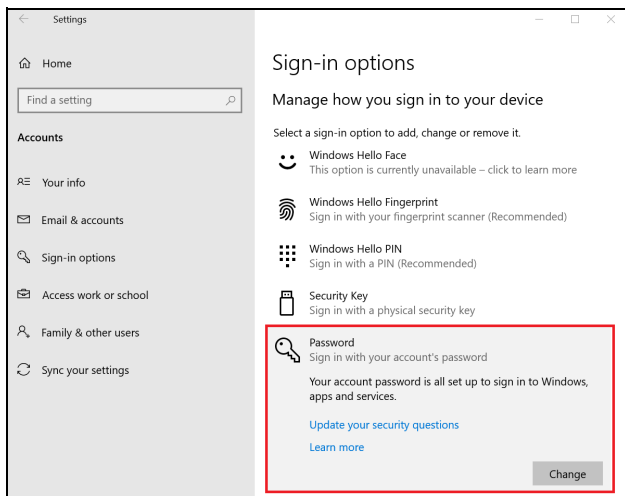 Settings
Home
Find a setting
Accounts
Your info
Email & accounts
Sign-in options
Access work or school
Family & other users
Sync your settings
Sign-in options
Manage how you sign in to your device
Select a sign-in option to add, change or remove it.
Windows Hello Face
This option is currently unavailable – click to learn more
Windows Hello Fingerprint
Sign in with your fingerprint scanner (Recommended)
Windows Hello PIN
Sign in with a PIN (Recommended)
Security Key
Sign in with a physical security key
Password
Sign in with your account's password
Your account password is all set up to sign in to Windows,
apps and services.
Update your security questions
Learn more
Change